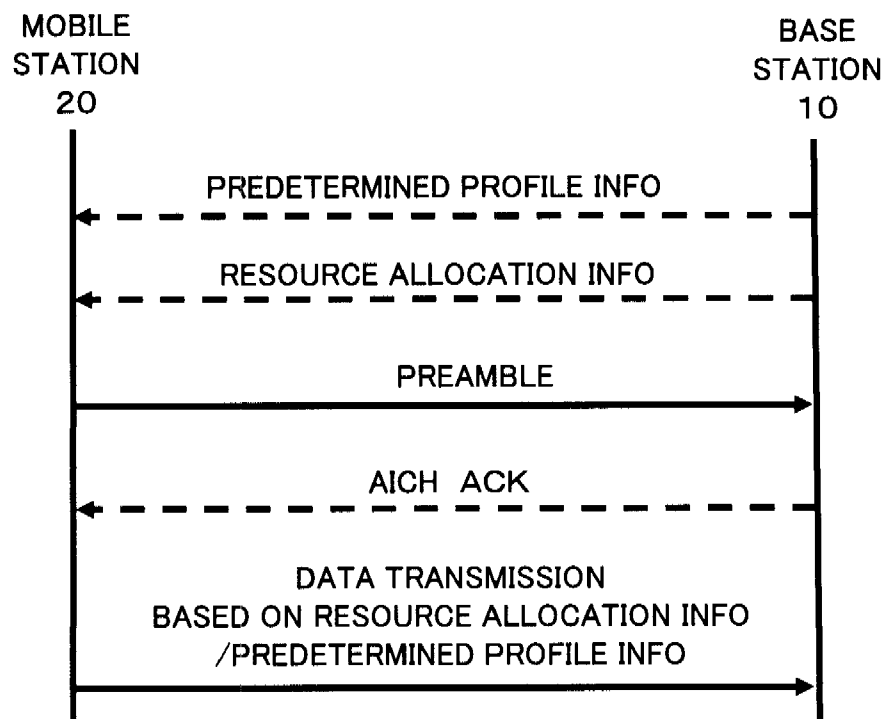 MOBILE
STATION
20
BASE
STATION
10
PREDETERMINED PROFILE INFO
RESOURCE ALLOCATION INFO
PREAMBLE
AICH ACK
DATA TRANSMISSION
BASED ON RESOURCE ALLOCATION INFO
/PREDETERMINED PROFILE INFO